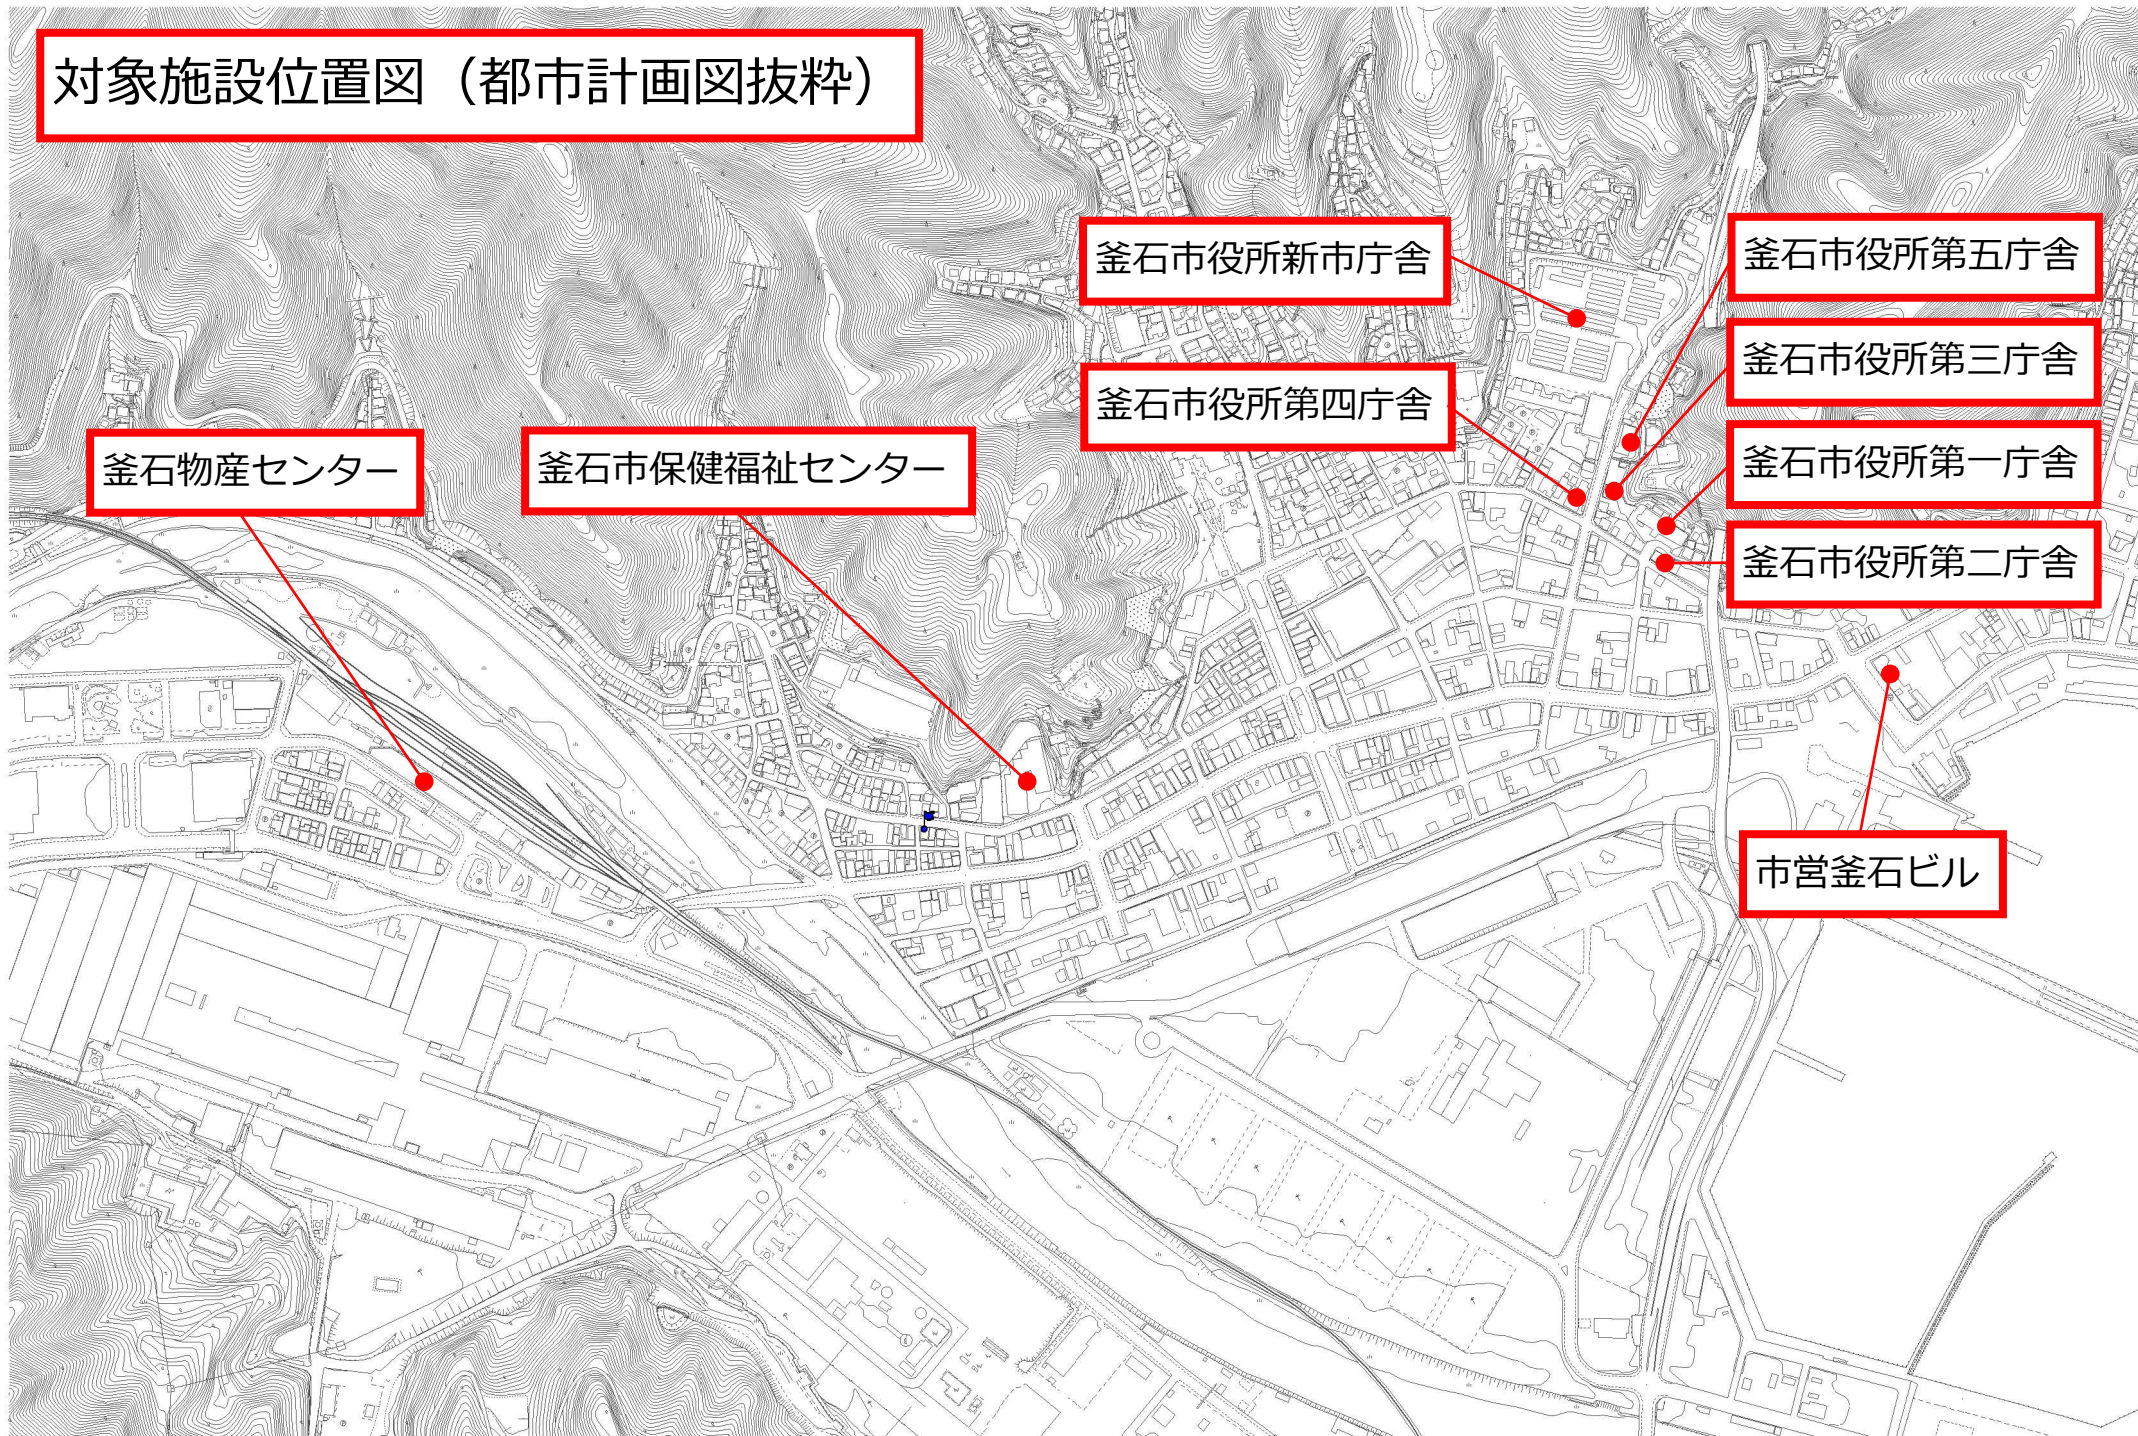 対象施設位置図（都市計画図抜粋）
釜石市役所新市庁舎
釜石市役所第五庁舎
釜石市役所第三庁舎
釜石市役所第四庁舎
釜石物産センター
釜石市保健福祉センター
釜石市役所第一庁舎
釜石市役所第二庁舎
市営釜石ビル